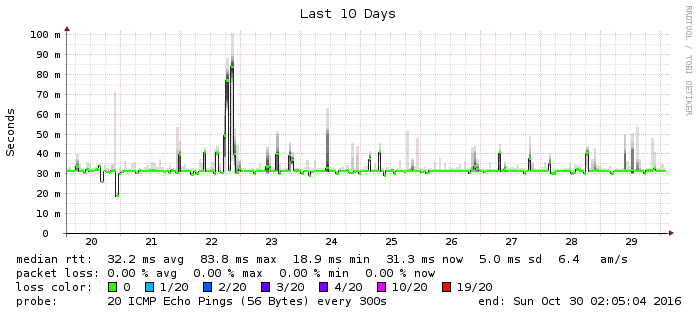 Last 10 Days
RRDTOOL / TOBI OETIKER
Seconds
100 m
90 m
80 m
70 m
60 m
50 m
40 m
30 m
20 m
10 m
0
20 21 22 23 24 25 26 27 28 29
median rtt: 32.2 ms avg 83.8 ms max 18.9 ms min 31.3 ms now 5.0 ms sd 6.4 am/s
packet loss: 0.00 % avg 0.00 % max 0.00 % min 0.00 % now
loss color: 0 1/20 2/20 3/20 4/20 10/20 19/20
probe: 20 ICMP Echo Pings (56 Bytes) every 300s end: Sun Oct 30 02:05:04 2016